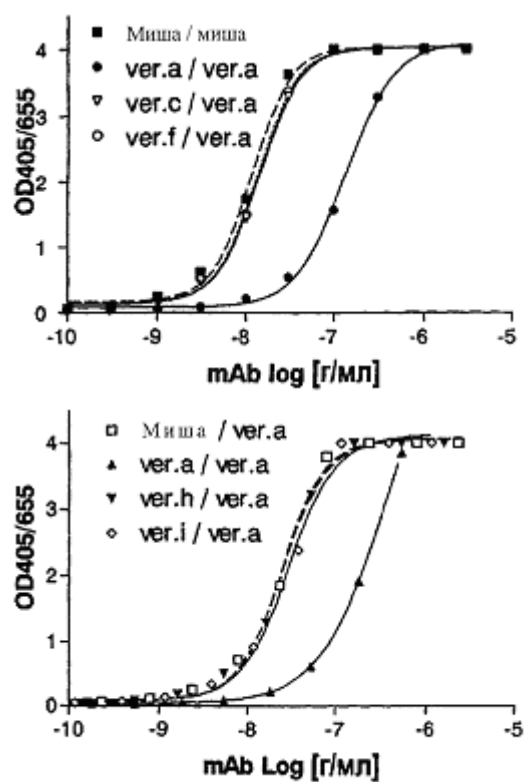 4
Миша / миша
ver.a / ver.a
3
ver.c / ver.a
ver.f / ver.a
2
OD405/655
1
0
-10 -9 -8 -7 -6 -5
mAb log [г/мл]
Миша / ver.a
4
ver.a / ver.a
ver.h / ver.a
3
ver.i / ver.a
2
OD405/655
1
0
-10 -9 -8 -7 -6 -5
mAb Log [г/мл]